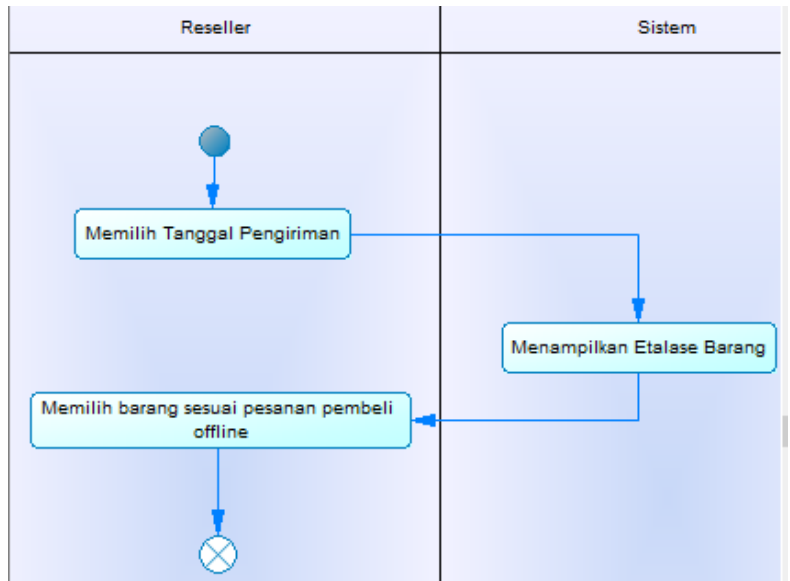 Reseller
Sistem
Memilih Tanggal Pengiriman
Menampilkan Etalase Barang
Memilih barang sesuai pesanan pembeli
offline